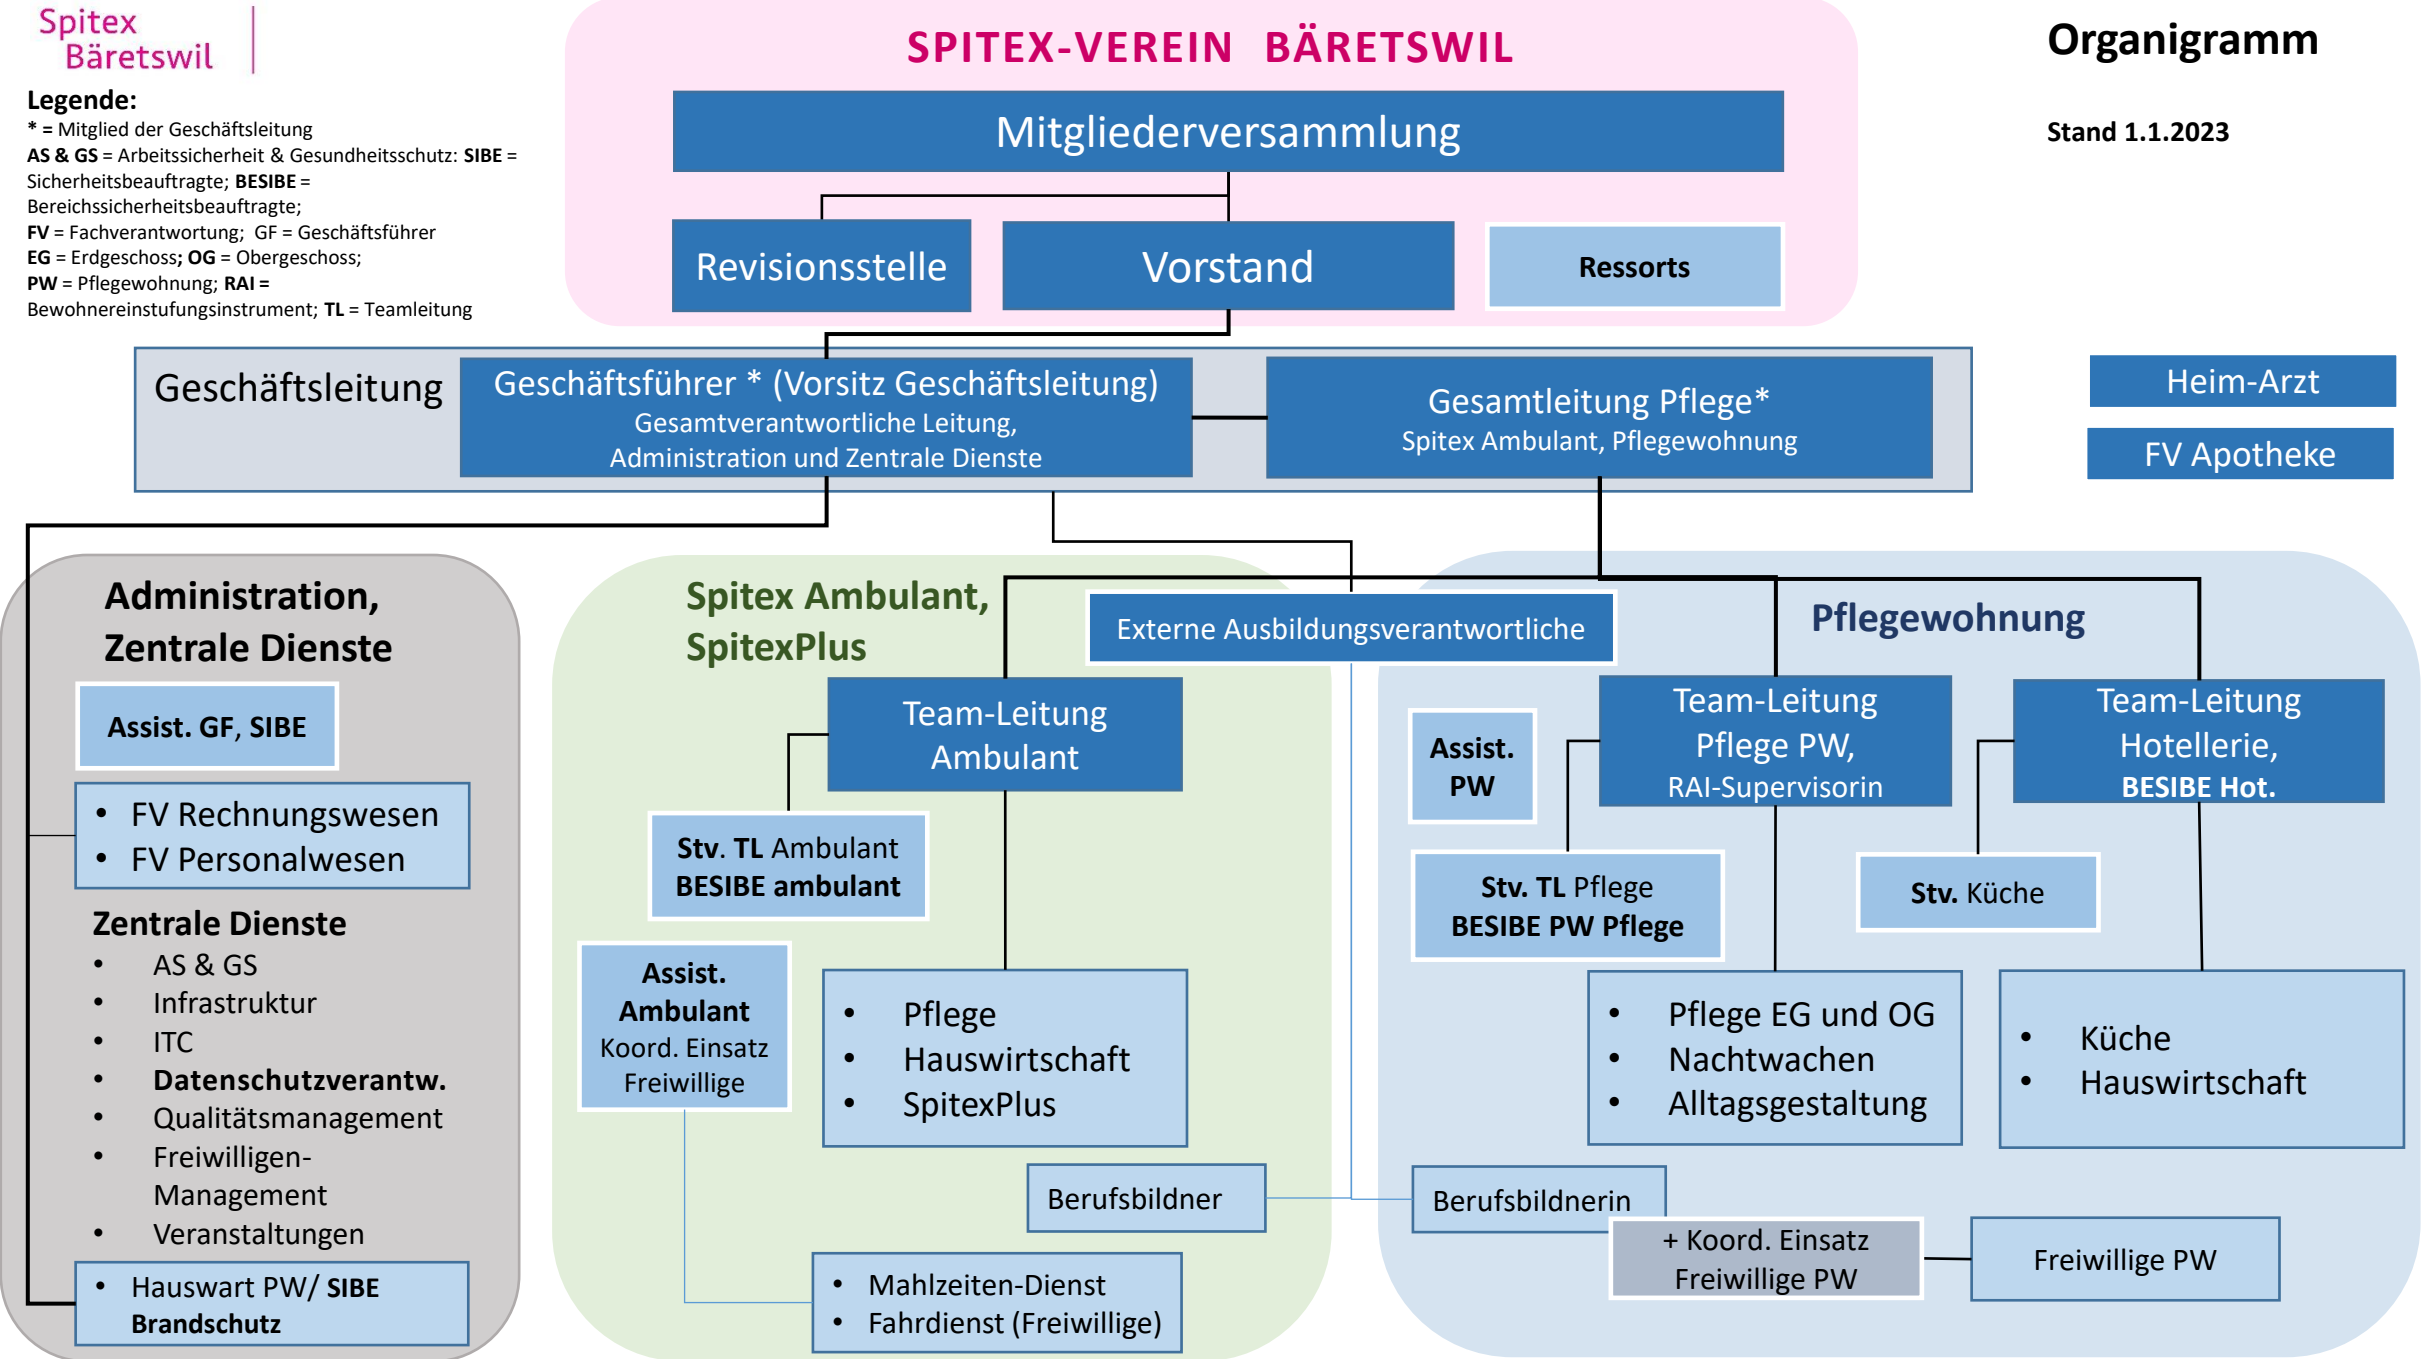 Spitex
Bäretswil
SPITEX-VEREIN BÄRETSWIL
Organigramm
Stand 1.1.2023
Legende:
* = Mitglied der Geschäftsleitung
AS & GS = Arbeitssicherheit & Gesundheitsschutz: SIBE =
Sicherheitsbeauftragte; BESIBE =
Bereichssicherheitsbeauftragte;
FV = Fachverantwortung; GF = Geschäftsführer
EG = Erdgeschoss; OG = Obergeschoss;
PW = Pflegewohnung; RAI =
Bewohnereinstufungsinstrument; TL = Teamleitung
Mitgliederversammlung
Revisionsstelle
Vorstand
Ressorts
Geschäftsleitung
Geschäftsführer * (Vorsitz Geschäftsleitung)
Gesamtverantwortliche Leitung,
Administration und Zentrale Dienste
Gesamtleitung Pflege*
Spitex Ambulant, Pflegewohnung
Heim-Arzt
FV Apotheke
Administration,
Zentrale Dienste
Assist. GF, SIBE
• FV Rechnungswesen
• FV Personalwesen
Zentrale Dienste
• AS & GS
• Infrastruktur
• ITC
• Datenschutzverantw.
• Qualitätsmanagement
• Freiwilligen-
Management
• Veranstaltungen
• Hauswart PW/ SIBE
Brandschutz
Spitex Ambulant,
SpitexPlus
Externe Ausbildungsverantwortliche
Team-Leitung
Ambulant
Stv. TL Ambulant
BESIBE ambulant
Assist.
Ambulant
Koord. Einsatz
Freiwillige
• Pflege
• Hauswirtschaft
• SpitexPlus
Berufsbildner
• Mahlzeiten-Dienst
• Fahrdienst (Freiwillige)
Pflegewohnung
Assist.
PW
Team-Leitung
Pflege PW,
RAI-Supervisorin
Team-Leitung
Hotellerie,
BESIBE Hot.
Stv. TL Pflege
BESIBE PW Pflege
Stv. Küche
• Pflege EG und OG
• Nachtwachen
• Alltagsgestaltung
• Küche
• Hauswirtschaft
Berufsbildnerin
+ Koord. Einsatz
Freiwillige PW
Freiwillige PW